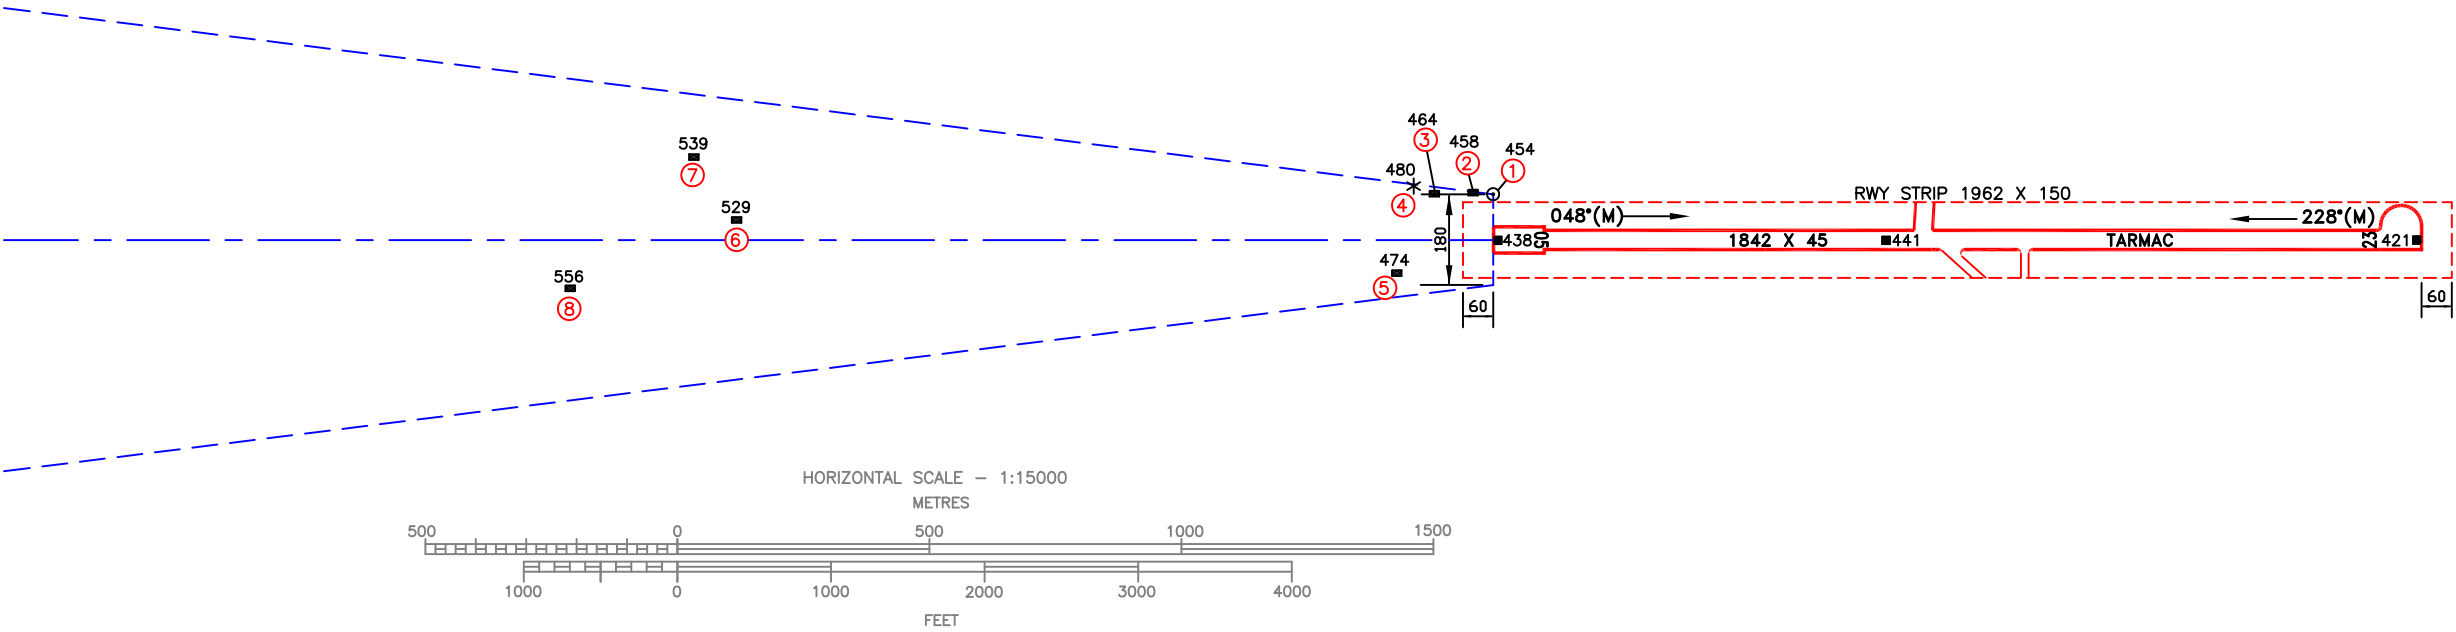 464
3
458
2
454
1
539
7
480
4
RWY STRIP 1962 X 150
529
6
048°(M)
228°(M)
180
438
05
1842 X 45
441
TARMAC
23
421
474
5
556
8
60
60
HORIZONTAL SCALE – 1:15000
METRES
500 0 500 1000 1500
1000 0 1000 2000 3000 4000
FEET